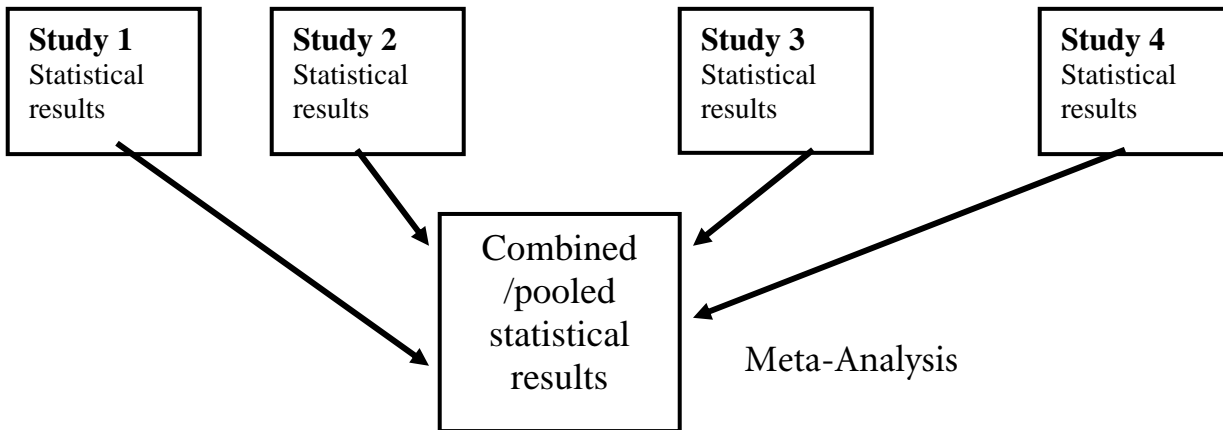 Study 1
Statistical
results
Study 2
Statistical
results
Study 3
Statistical
results
Study 4
Statistical
results
Combined
/pooled
statistical
results
Meta-Analysis